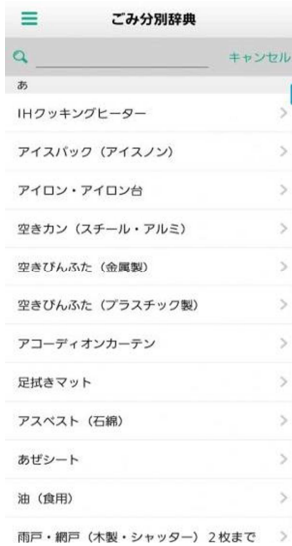 ごみ分別辞典
キャンセル
あ
IHクッキングヒーター
アイスパック（アイスノン）
アイロン・アイロン台
空きカン（スチール・アルミ）
空きびんふた（金属製）
空きびんふた（プラスチック製）
アコーディオンカーテン
足拭きマット
アスベスト（石綿）
あぜシート
油（食用）
雨戸・網戸（木製・シャッター）２枚まで